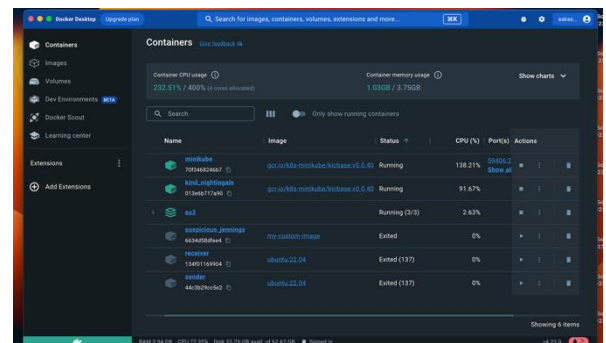 Docker Desktop Upgrade plan Search for images, containers, volumes, extensions and more... ⌘K
Containers
Images
Volumes
Dev Environments BETA
Docker Scout
Learning center
Extensions
Add Extensions
Containers Give feedback
Container CPU usage
232.51% / 400% (4 cores allocated)
Container memory usage
1.03GB / 3.75GB
Show charts
Search
Only show running containers
Name Image Status CPU (%) Port(s) Actions
minikube
70f346824667
gcr.io/k8s-minikube/kicbase:v0.0.40 Running 138.21%
Show all
kind_nightingale
013e6b717a90
gcr.io/k8s-minikube/kicbase:v0.0.40 Running 91.67%
ex3 Running (3/3) 2.63%
suspicious_jennings
6634d58dfee4
my-custom-image Exited 0%
receiver
134f01169904
ubuntu:22.04 Exited (137) 0%
sender
44c3b29cc5e2
ubuntu:22.04 Exited (137) 0%
Showing 6 items